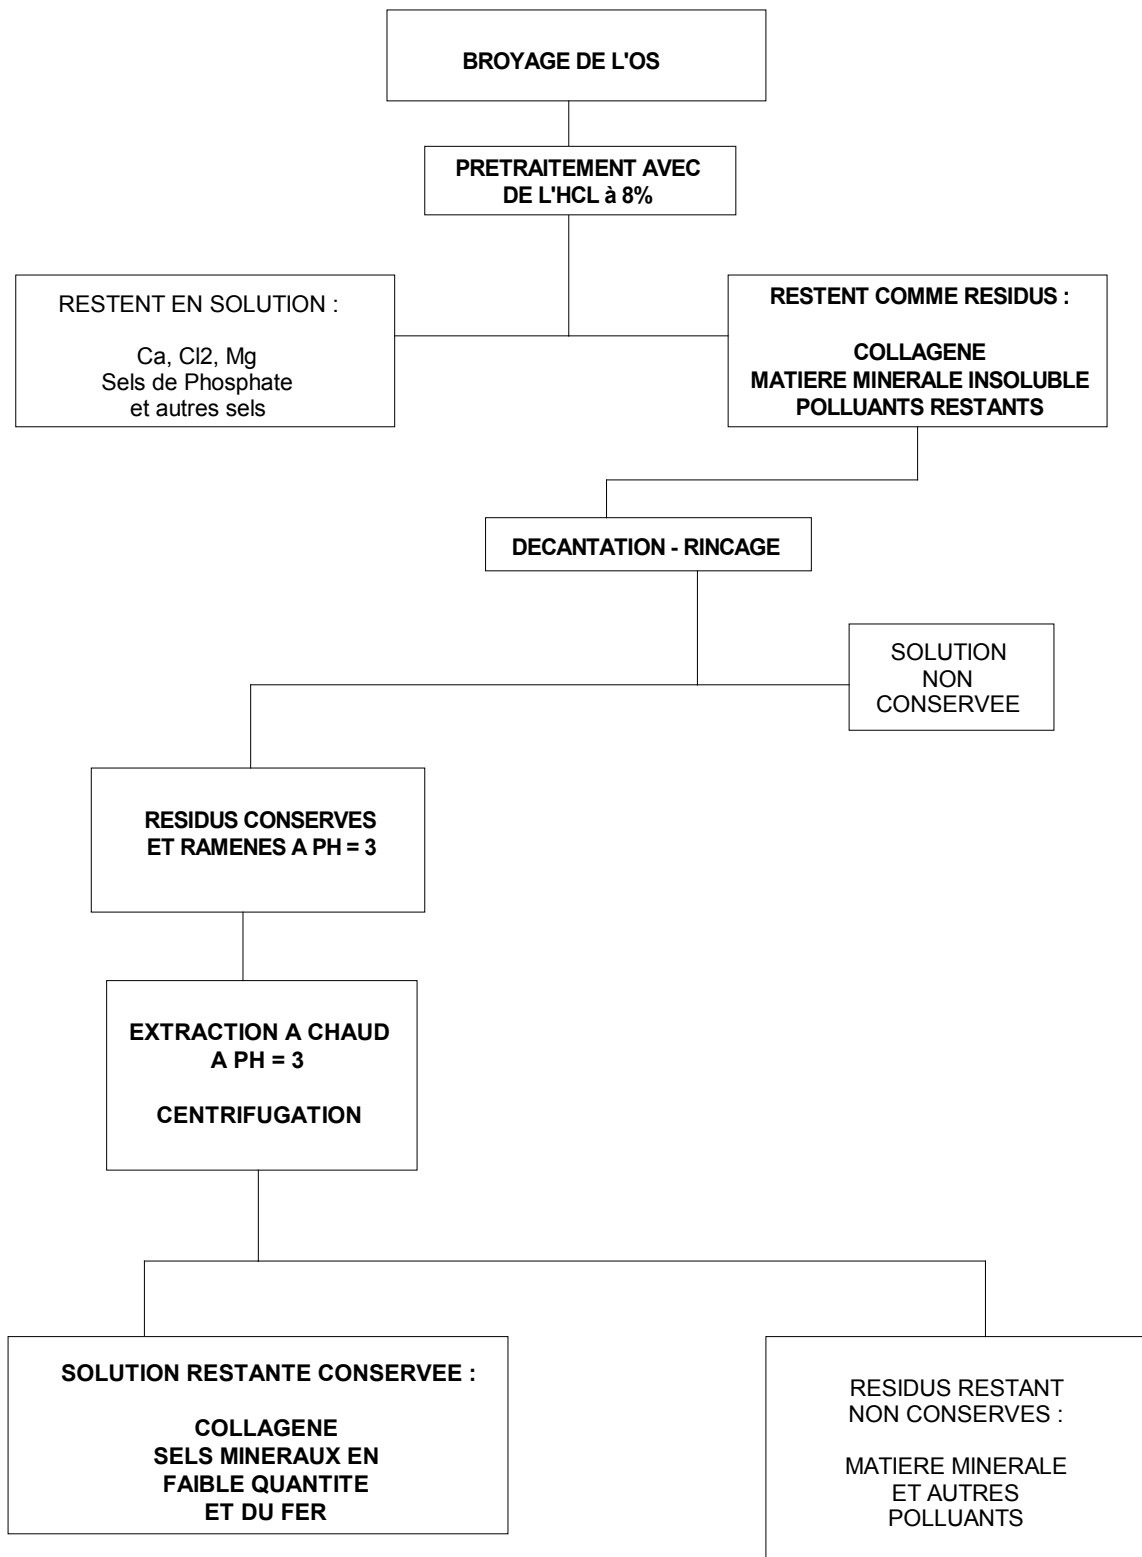 BROYAGE DE L'OS
PRETRAITEMENT AVEC
DE L'HCL à 8%
RESTENT EN SOLUTION :
Ca, Cl2, Mg
Sels de Phosphate
et autres sels
RESTENT COMME RESIDUS :
COLLAGENE
MATIERE MINERALE INSOLUBLE
POLLUANTS RESTANTS
DECANTATION - RINCAGE
SOLUTION
NON
CONSERVEE
RESIDUS CONSERVES
ET RAMENES A PH = 3
EXTRACTION A CHAUD
A PH = 3
CENTRIFUGATION
SOLUTION RESTANTE CONSERVEE :
COLLAGENE
SELS MINERAUX EN
FAIBLE QUANTITE
ET DU FER
RESIDUS RESTANT
NON CONSERVES :
MATIERE MINERALE
ET AUTRES
POLLUANTS